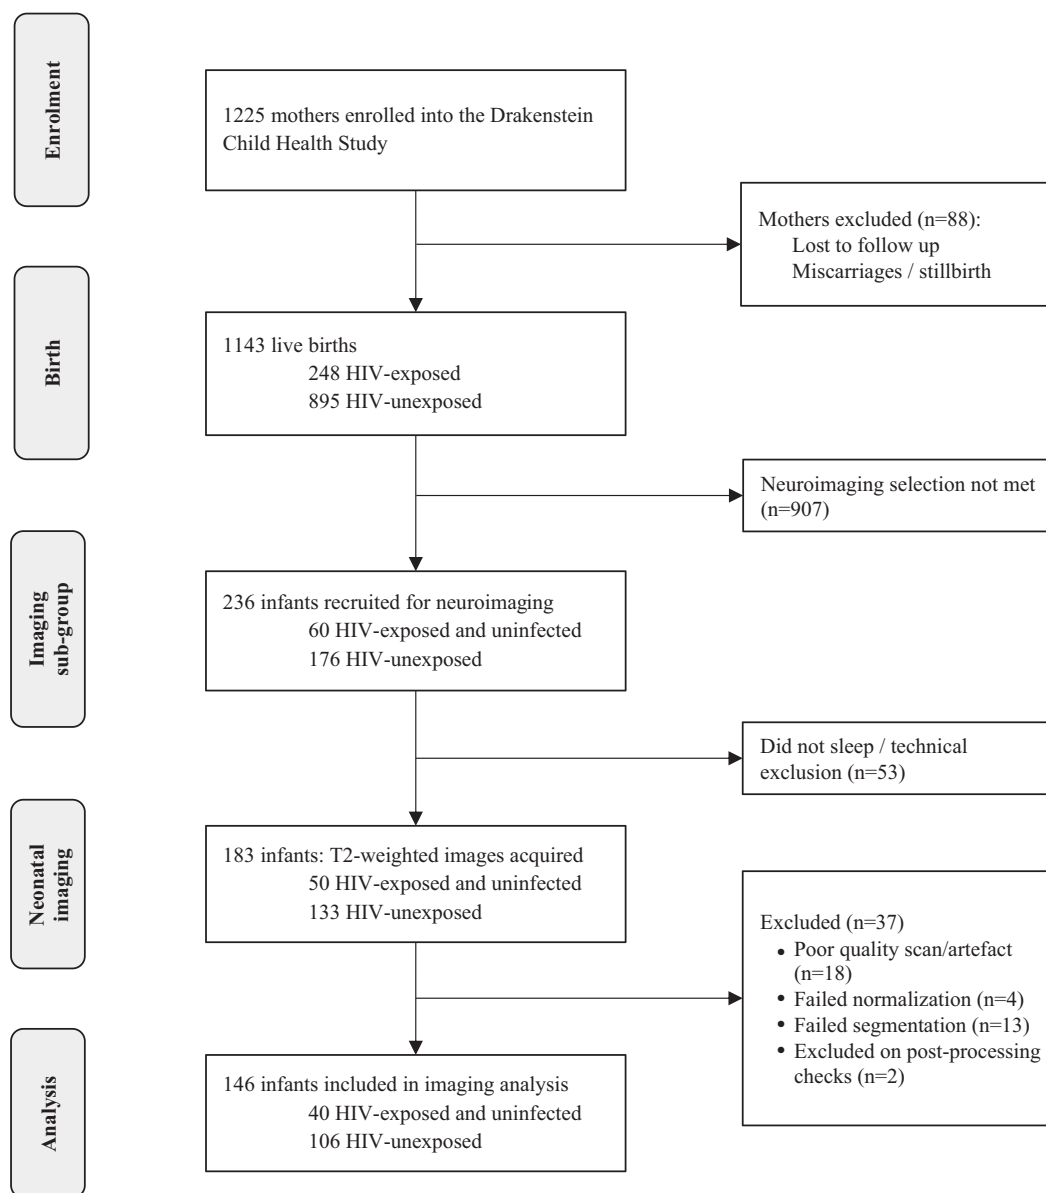 Enrolment
1225 mothers enrolled into the Drakenstein
Child Health Study
Mothers excluded (n=88):
Lost to follow up
Miscarriages / stillbirth
Birth
1143 live births
248 HIV-exposed
895 HIV-unexposed
Neuroimaging selection not met
(n=907)
Imaging
sub-group
236 infants recruited for neuroimaging
60 HIV-exposed and uninfected
176 HIV-unexposed
Did not sleep / technical
exclusion (n=53)
Neonatal
imaging
183 infants: T2-weighted images acquired
50 HIV-exposed and uninfected
133 HIV-unexposed
Excluded (n=37)
• Poor quality scan/artefact
(n=18)
• Failed normalization (n=4)
• Failed segmentation (n=13)
• Excluded on post-processing
checks (n=2)
Analysis
146 infants included in imaging analysis
40 HIV-exposed and uninfected
106 HIV-unexposed